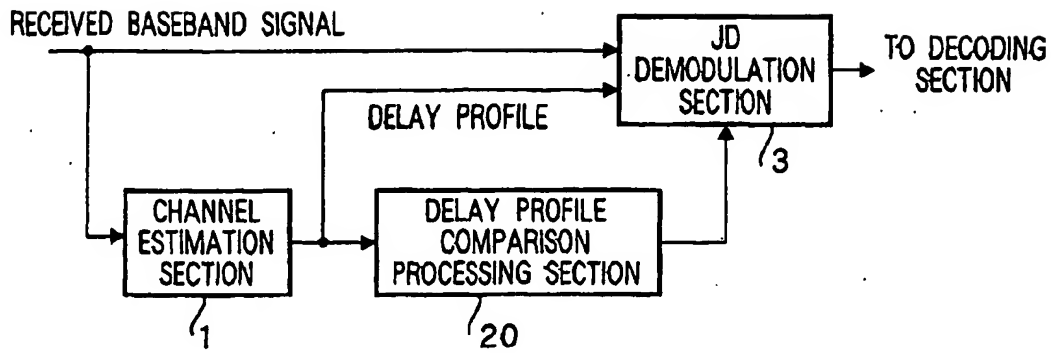 RECEIVED BASEBAND SIGNAL
JD
DEMODULATION
SECTION
TO DECODING
SECTION
DELAY PROFILE
3
CHANNEL
ESTIMATION
SECTION
DELAY PROFILE
COMPARISON
PROCESSING SECTION
1
20